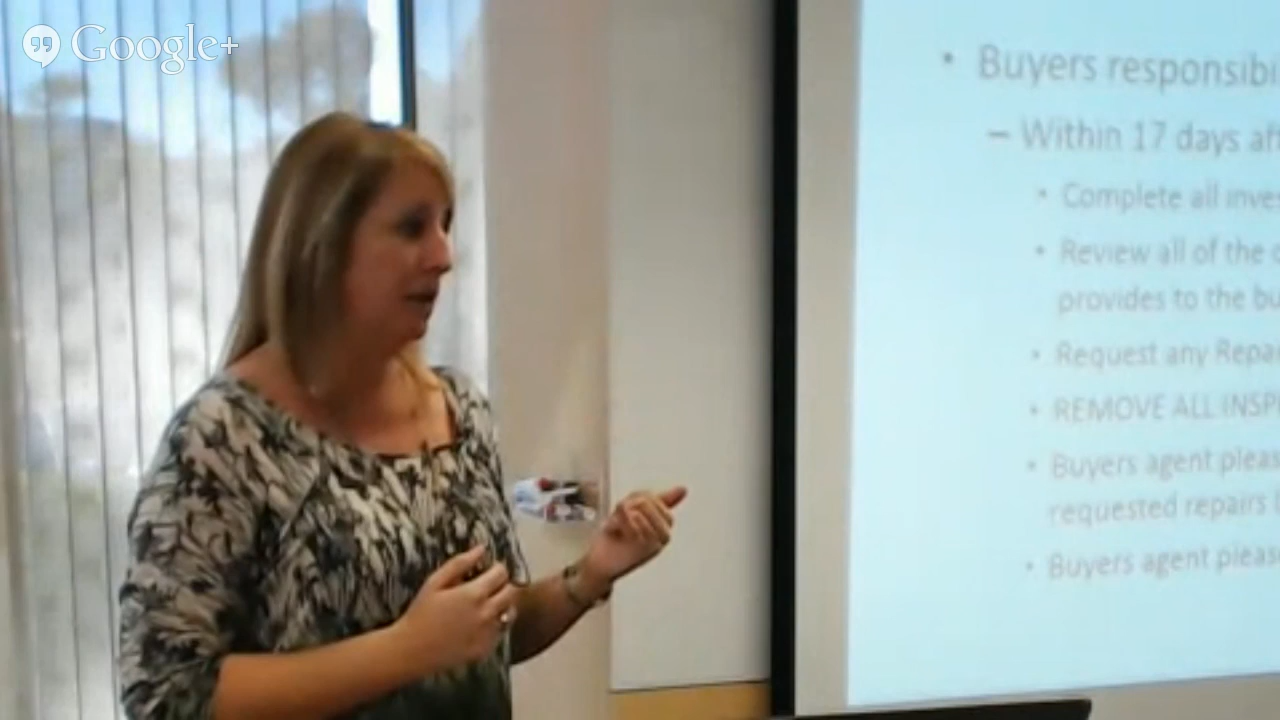 Google+
• Buyers responsibi
– Within 17 days af
• Complete all inves
• Review all of the
provides to the bu
• Request any Repa
• REMOVE ALL INSP
• Buyers agent pleas
requested repairs
• Buyers agent pleas